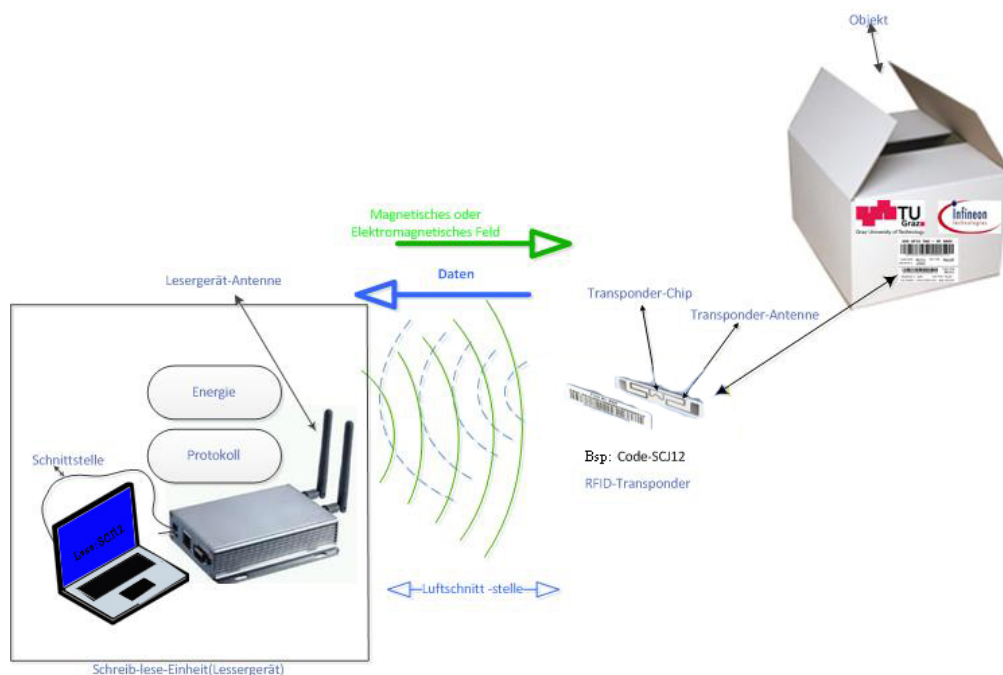 Objekt
TU
Graz
Graz University of Technology
Infineon
technologies
Magnetisches oder
Elektromagnetisches Feld
Daten
Lesergerät-Antenne
Transponder-Chip
Transponder-Antenne
Energie
Protokoll
Schnittstelle
Lese:SCJ12
Bsp: Code-SCJ12
RFID-Transponder
Luftschnitt -stelle
Schreib-lese-Einheit(Lessergerät)